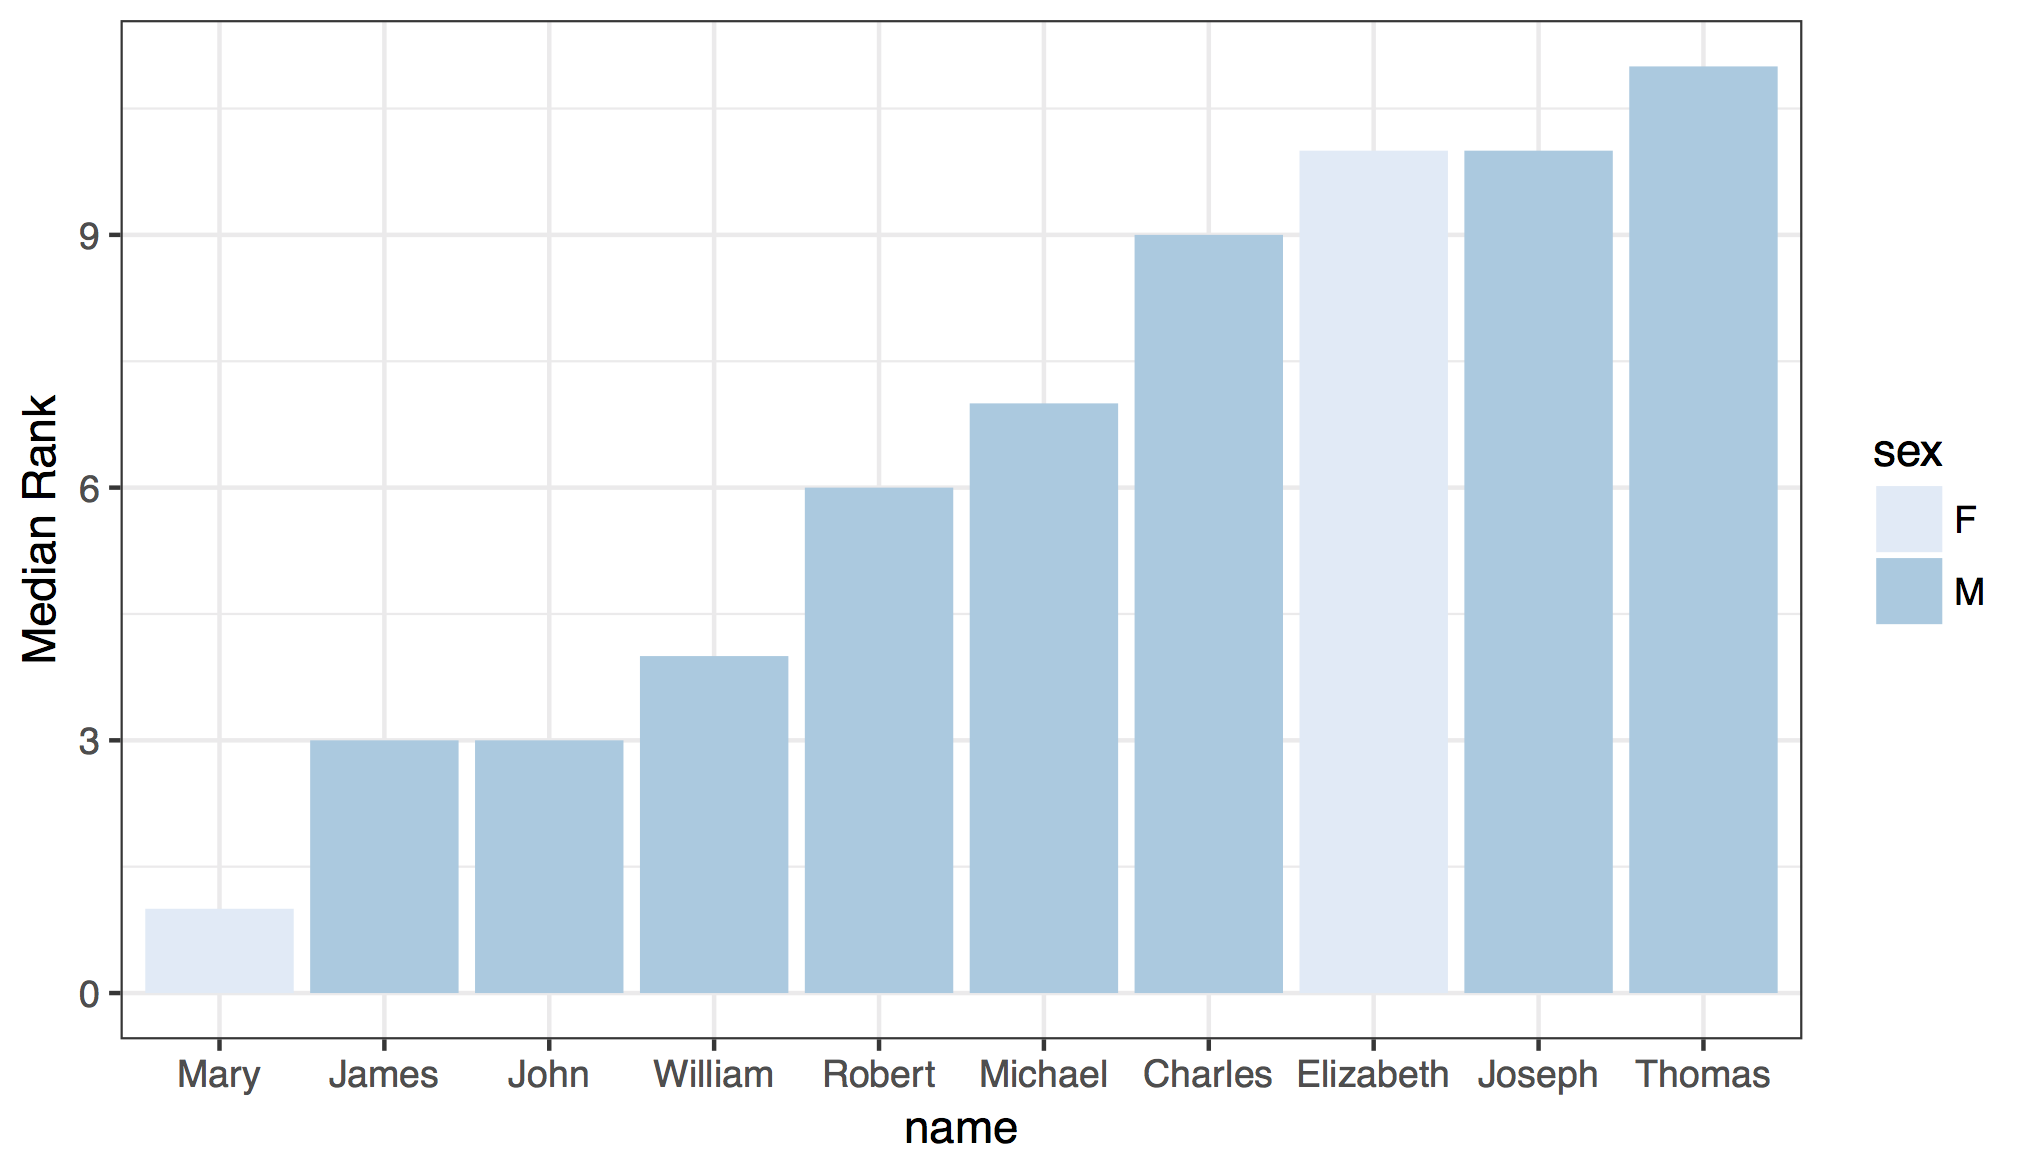 Median Rank
9
6
3
0
Mary James John William Robert Michael Charles Elizabeth Joseph Thomas
name
sex
F
M